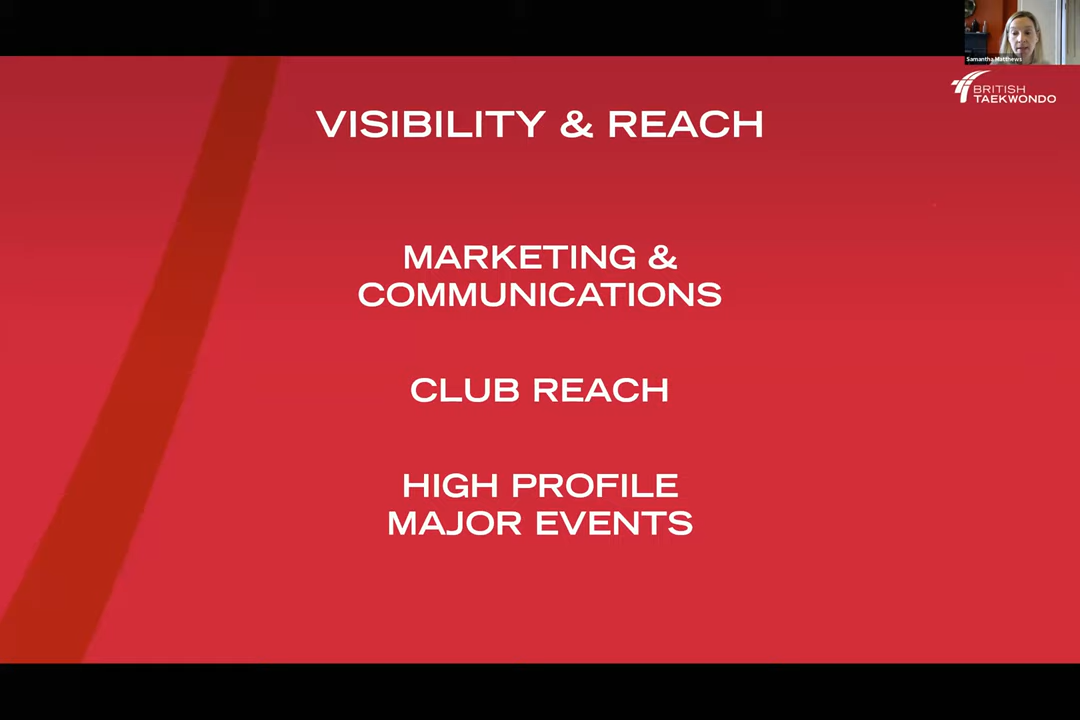 Samantha Matthews
BRITISH
TAEKWONDO
VISIBILITY & REACH
MARKETING &
COMMUNICATIONS
CLUB REACH
HIGH PROFILE
MAJOR EVENTS